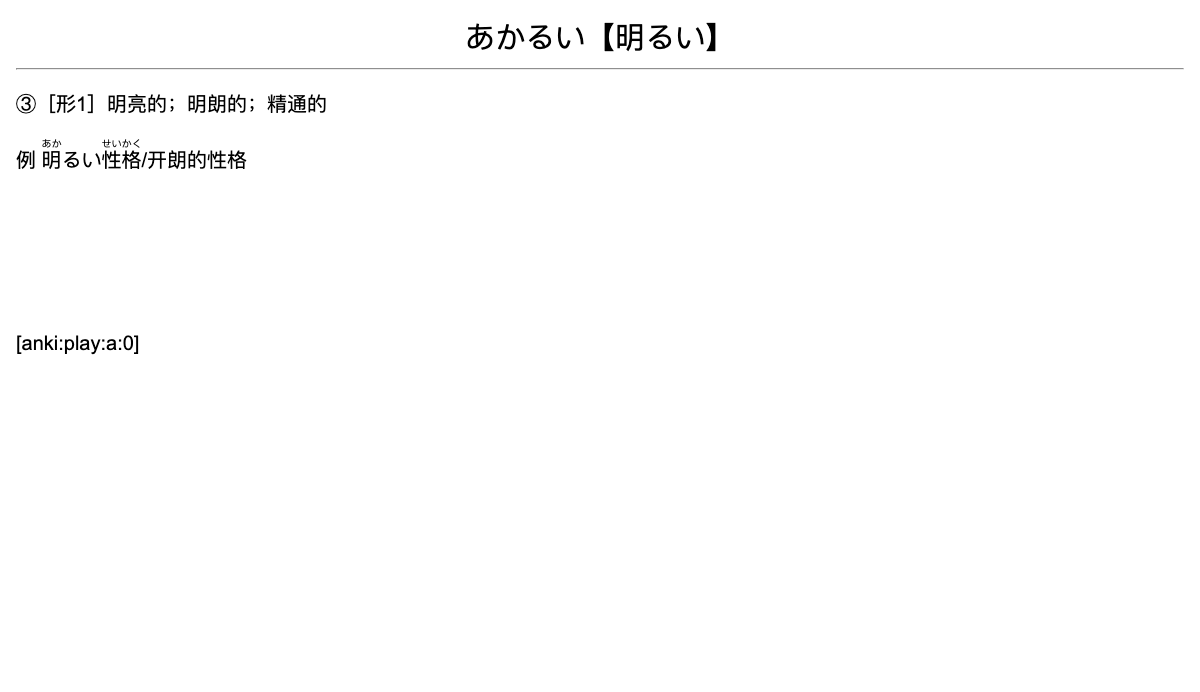 あかるい【明るい】
③［形1］明亮的；明朗的；精通的
あか せいかく
例 明るい性格/开朗的性格
[anki:play:a:0]